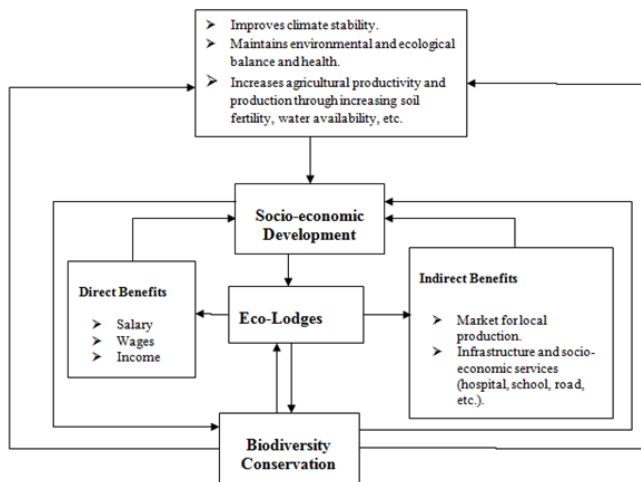 ➢ Improves climate stability.
➢ Maintains environmental and ecological
balance and health.
➢ Increases agricultural productivity and
production through increasing soil
fertility, water availability, etc.
Socio-economic
Development
Direct Benefits
➢ Salary
➢ Wages
➢ Income
Eco-Lodges
Indirect Benefits
➢ Market for local
production.
➢ Infrastructure and socio-
economic services
(hospital, school, road,
etc.).
Biodiversity
Conservation